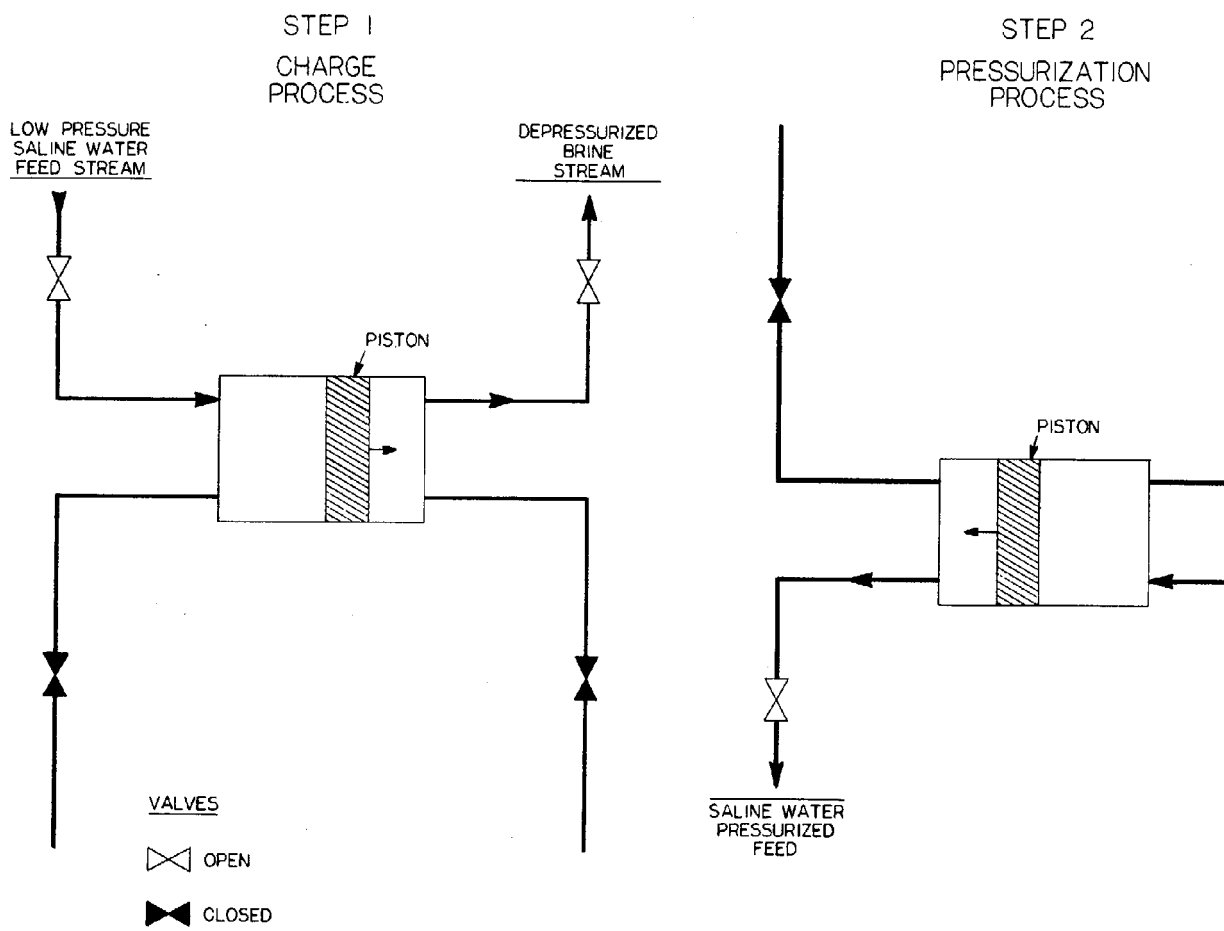 STEP 1
CHARGE
PROCESS
LOW PRESSURE
SALINE WATER
FEED STREAM
DEPRESSURIZED
BRINE
STREAM
PISTON
VALVES
OPEN
CLOSED
STEP 2
PRESSURIZATION
PROCESS
PISTON
SALINE WATER
PRESSURIZED
FEED